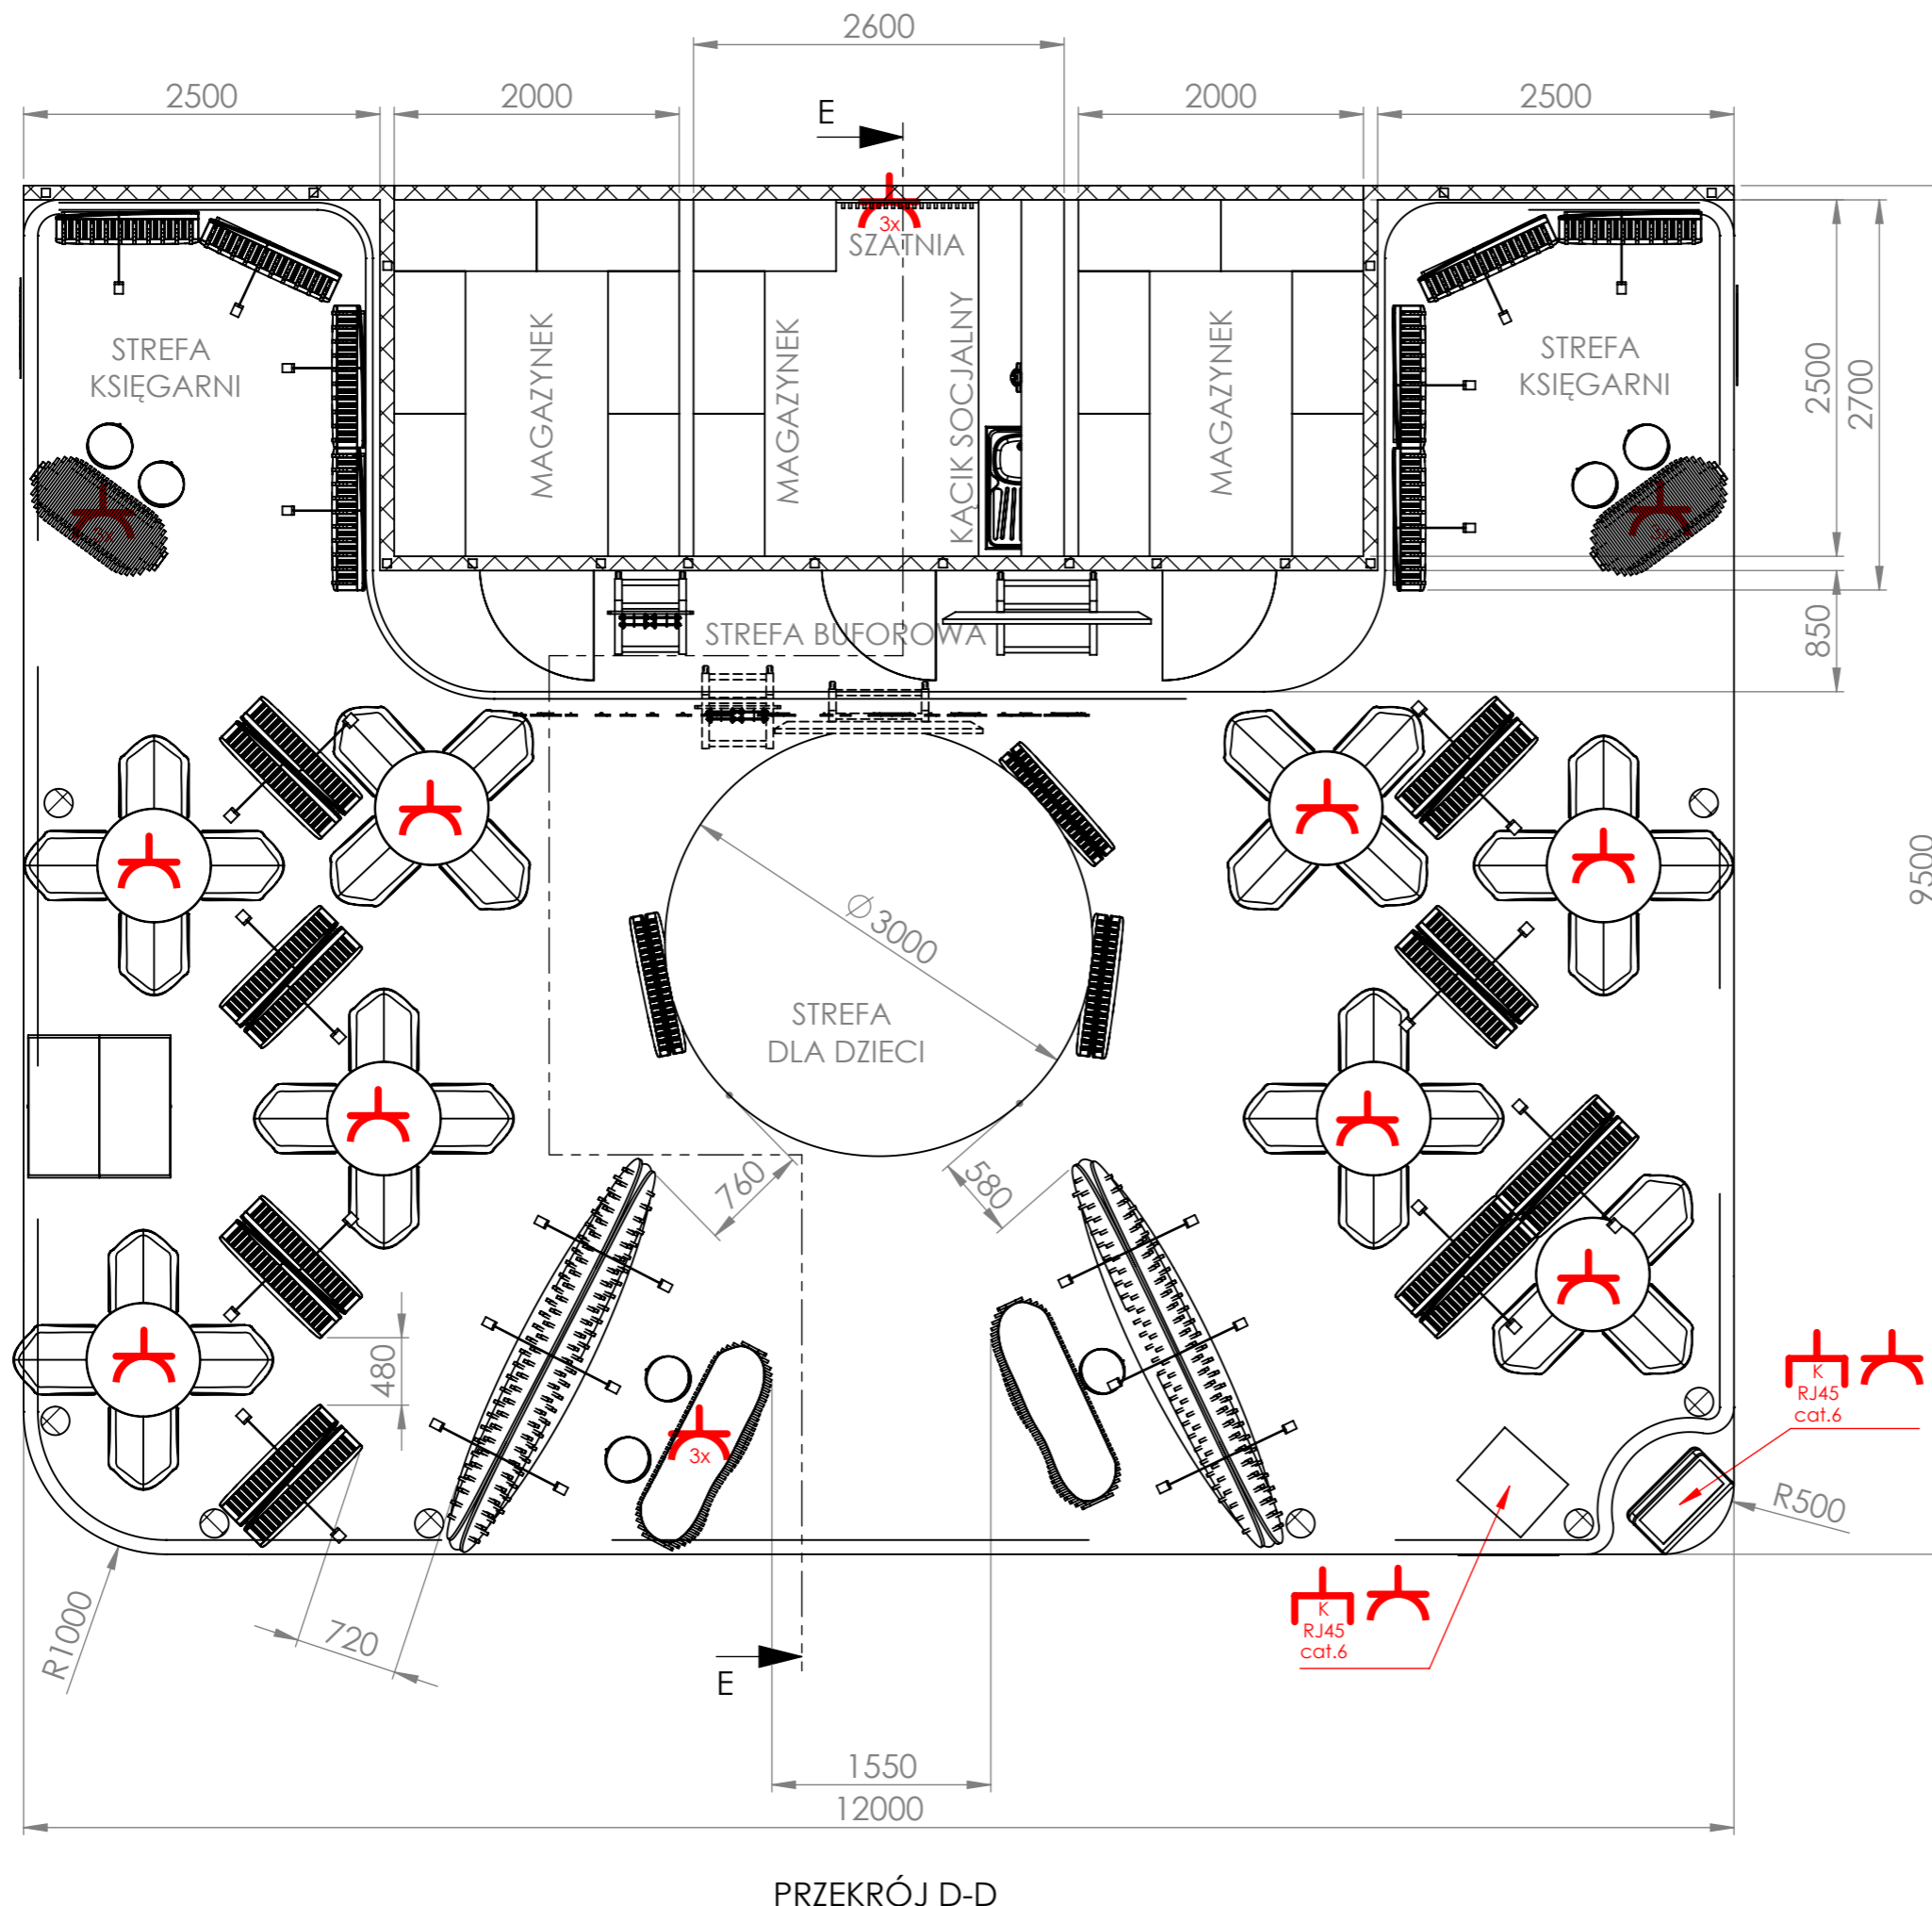 2600
2500
2000
2000
2500
E
3x
SZATNIA
STREFA
KSIĘGARNI
MAGAZYNEK
MAGAZYNEK
KĄCIK SOCJALNY
MAGAZYNEK
STREFA
KSIĘGARNI
2500
2700
3x
3x
STREFA BUFOROWA
850
9500
Ø3000
STREFA
DLA DZIECI
760
580
480
3x
K
RJ45
cat.6
R500
R1000
720
K
RJ45
cat.6
E
1550
12000
PRZEKRÓJ D-D